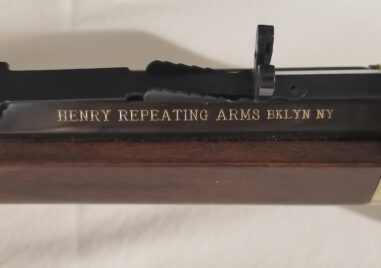 HENRY REPEATING ARMS BKLYN NY